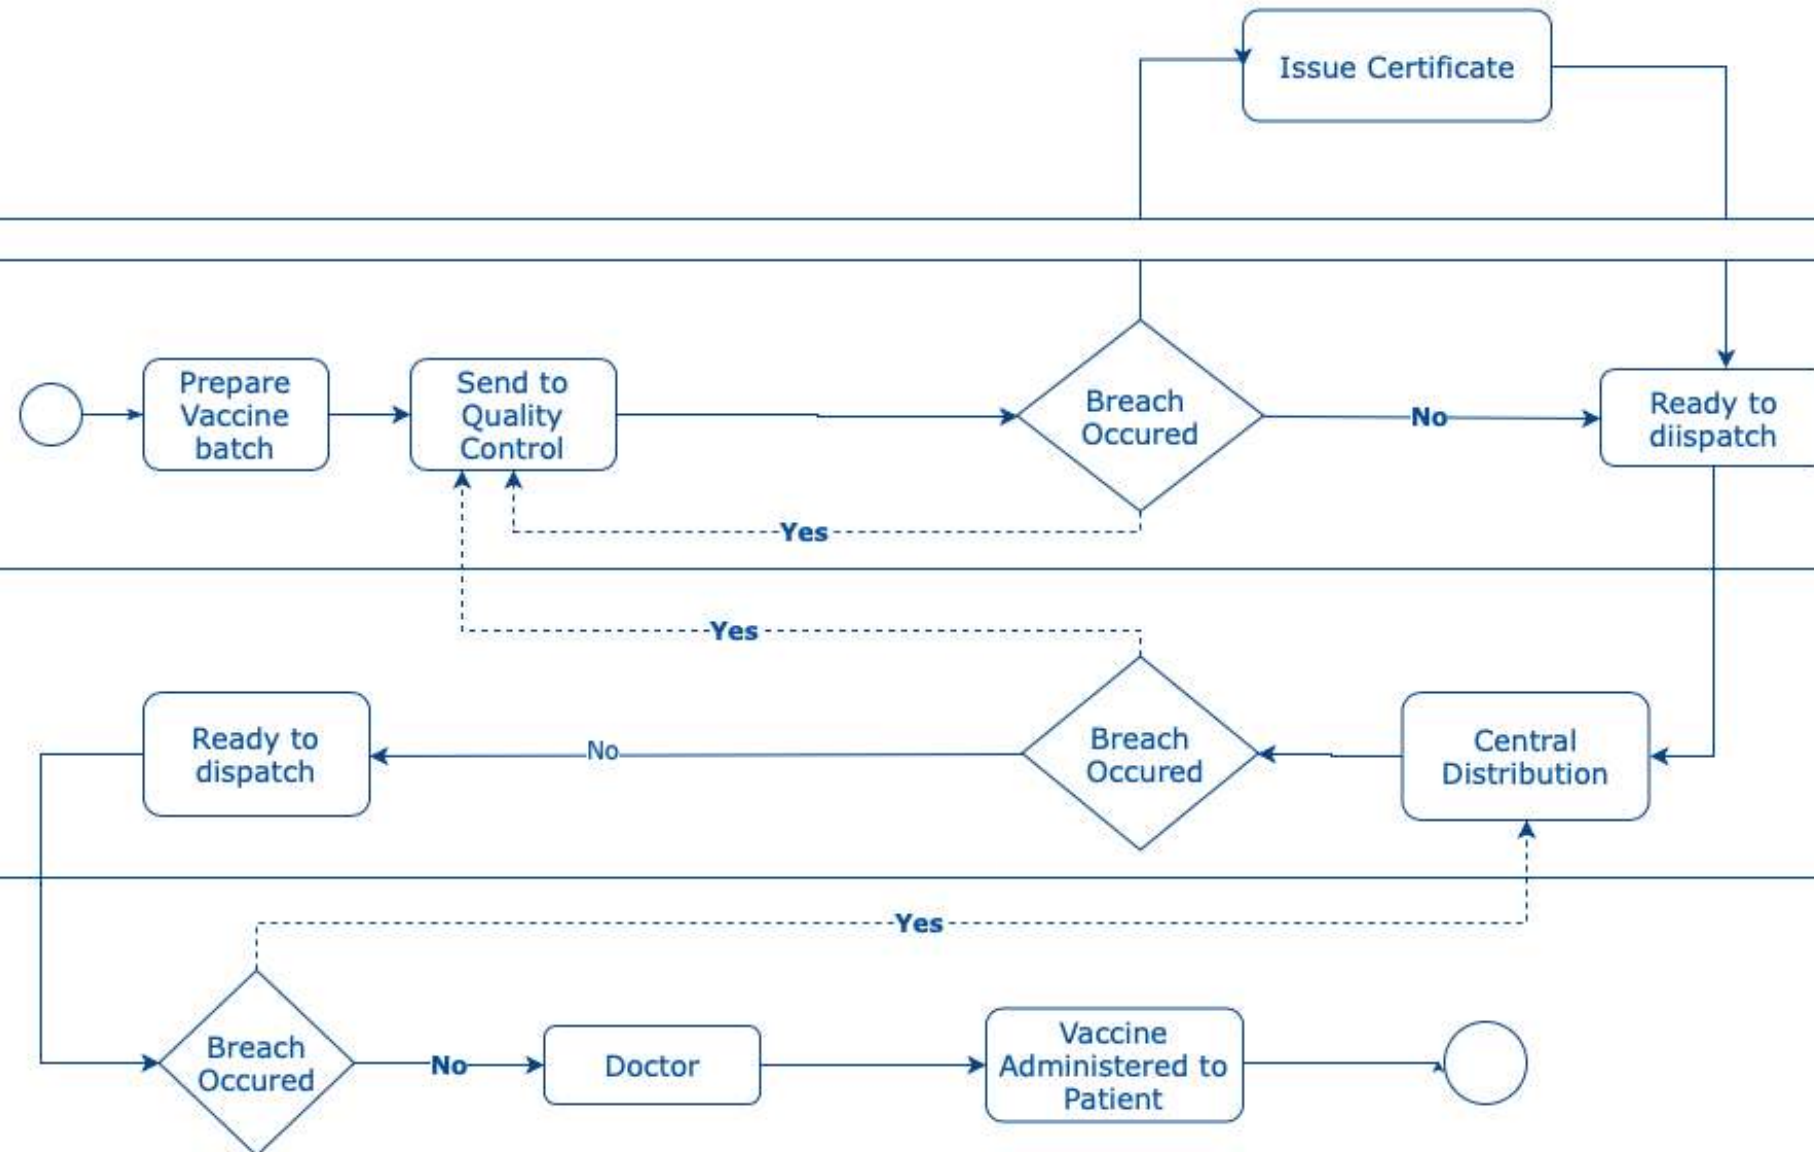 Issue Certificate
Prepare
Vaccine
batch
Send to
Quality
Control
Breach
Occured
No
Ready to
diispatch
Yes
Yes
Ready to
dispatch
No
Breach
Occured
Central
Distribution
Yes
Breach
Occured
No
Doctor
Vaccine
Administered to
Patient